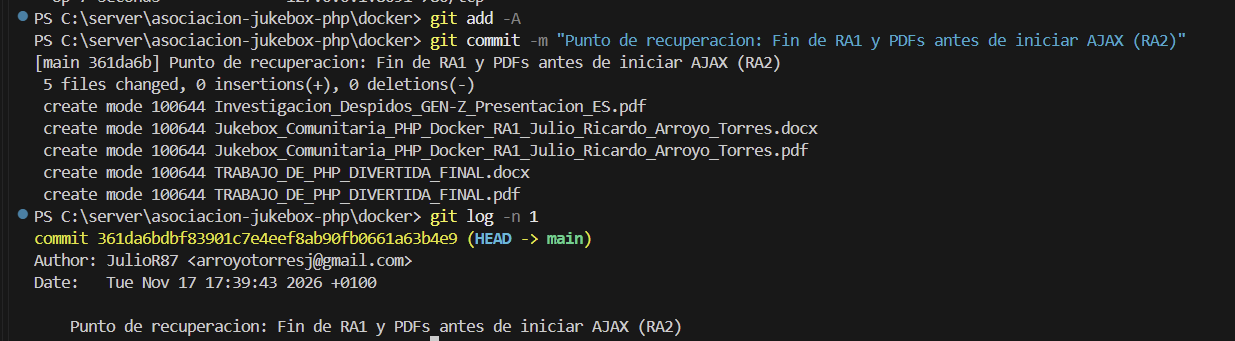 PS C:\server\asociacion-jukebox-php\docker> git add -A
PS C:\server\asociacion-jukebox-php\docker> git commit -m "Punto de recuperacion: Fin de RA1 y PDFs antes de iniciar AJAX (RA2)"
[main 361da6b] Punto de recuperacion: Fin de RA1 y PDFs antes de iniciar AJAX (RA2)
 5 files changed, 0 insertions(+), 0 deletions(-)
 create mode 100644 Investigacion_Despidos_GEN-Z_Presentacion_ES.pdf
 create mode 100644 Jukebox_Comunitaria_PHP_Docker_RA1_Julio_Ricardo_Arroyo_Torres.docx
 create mode 100644 Jukebox_Comunitaria_PHP_Docker_RA1_Julio_Ricardo_Arroyo_Torres.pdf
 create mode 100644 TRABAJO_DE_PHP_DIVERTIDA_FINAL.docx
 create mode 100644 TRABAJO_DE_PHP_DIVERTIDA_FINAL.pdf
PS C:\server\asociacion-jukebox-php\docker> git log -n 1
commit 361da6bdbf83901c7e4eef8ab90fb0661a63b4e9 (HEAD -> main)
Author: JulioR87 <arroyotorresj@gmail.com>
Date:   Tue Nov 17 17:39:43 2026 +0100

    Punto de recuperacion: Fin de RA1 y PDFs antes de iniciar AJAX (RA2)